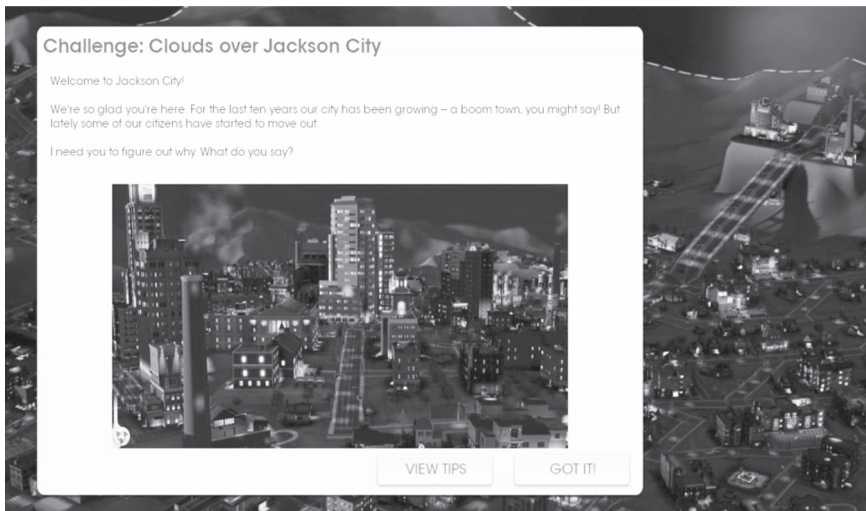 Challenge: Clouds over Jackson City
Welcome to Jackson City!
We're so glad you're here. For the last ten years our city has been growing – a boom town, you might say! But
lately some of our citizens have started to move out.
I need you to figure out why. What do you say?
VIEW TIPS
GOT IT!